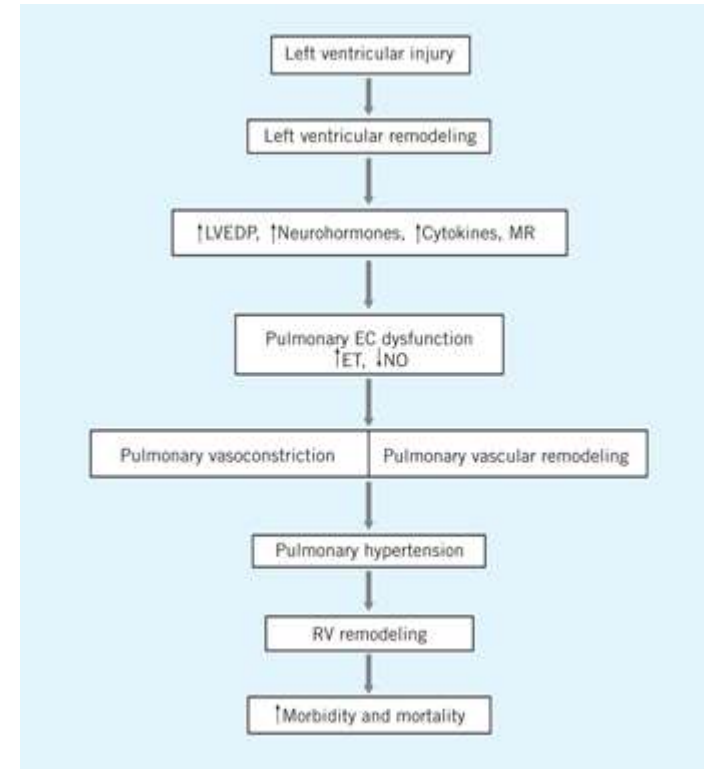 Left ventricular injury
Left ventricular remodeling
↑LVEDP, ↑Neurohormones, ↑Cytokines, MR
Pulmonary EC dysfunction
↑ET, ↓NO
Pulmonary vasoconstriction
Pulmonary vascular remodeling
Pulmonary hypertension
RV remodeling
↑Morbidity and mortality